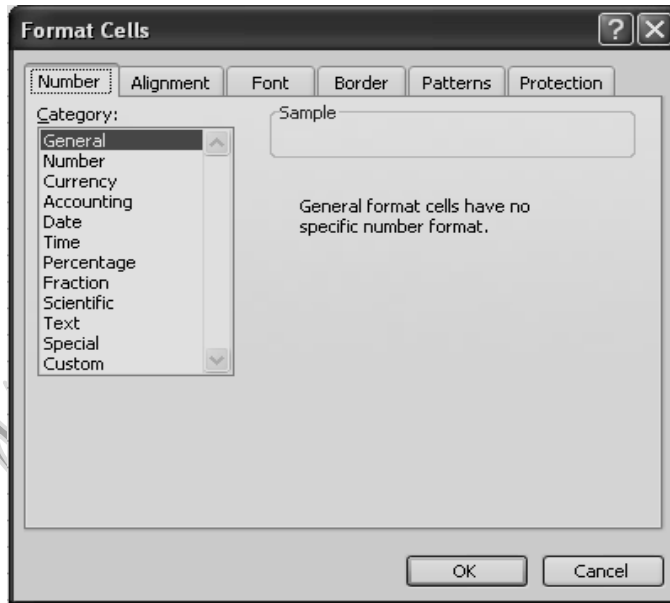 Format Cells
Number Alignment Font Border Patterns Protection
Category:
General
Number
Currency
Accounting
Date
Time
Percentage
Fraction
Scientific
Text
Special
Custom
Sample
General format cells have no
specific number format.
OK Cancel